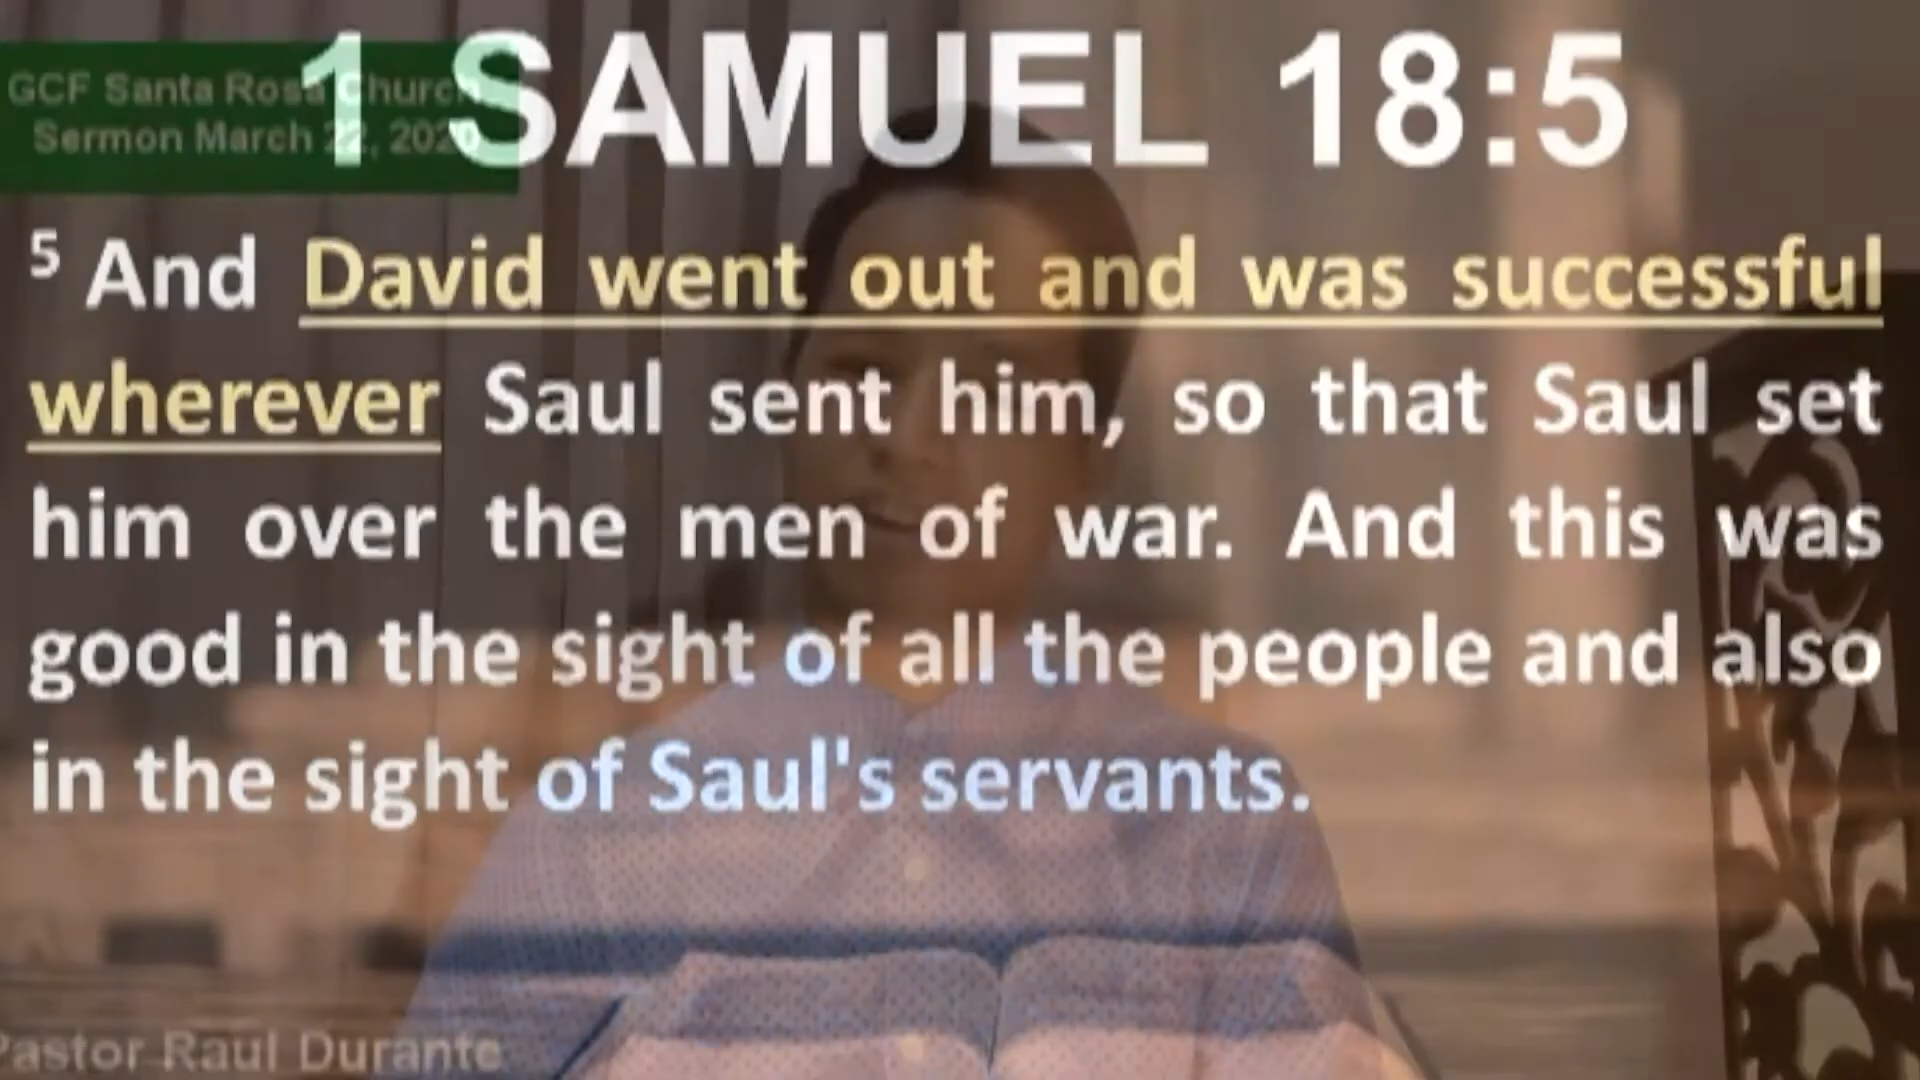 1 SAMUEL 18:5
GCF Santa Rosa Church
Sermon March 22, 2020
5 And David went out and was successful
wherever Saul sent him, so that Saul set
him over the men of war. And this was
good in the sight of all the people and also
in the sight of Saul's servants.
Pastor Raul Durante